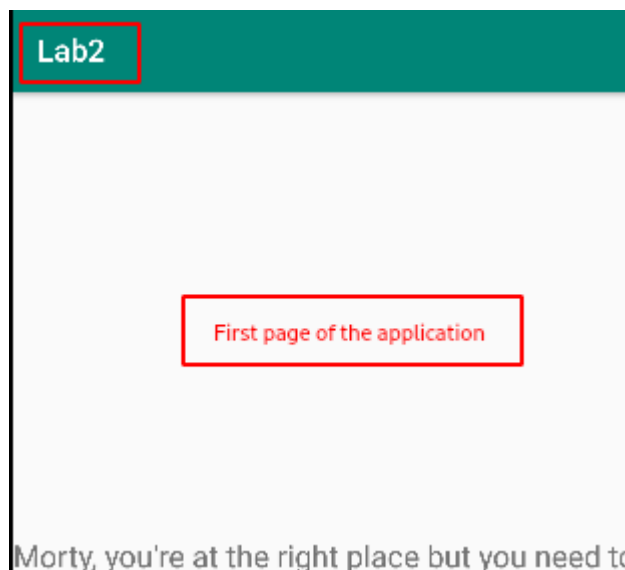 Lab2
First page of the application
Morty, you're at the right place but you need to